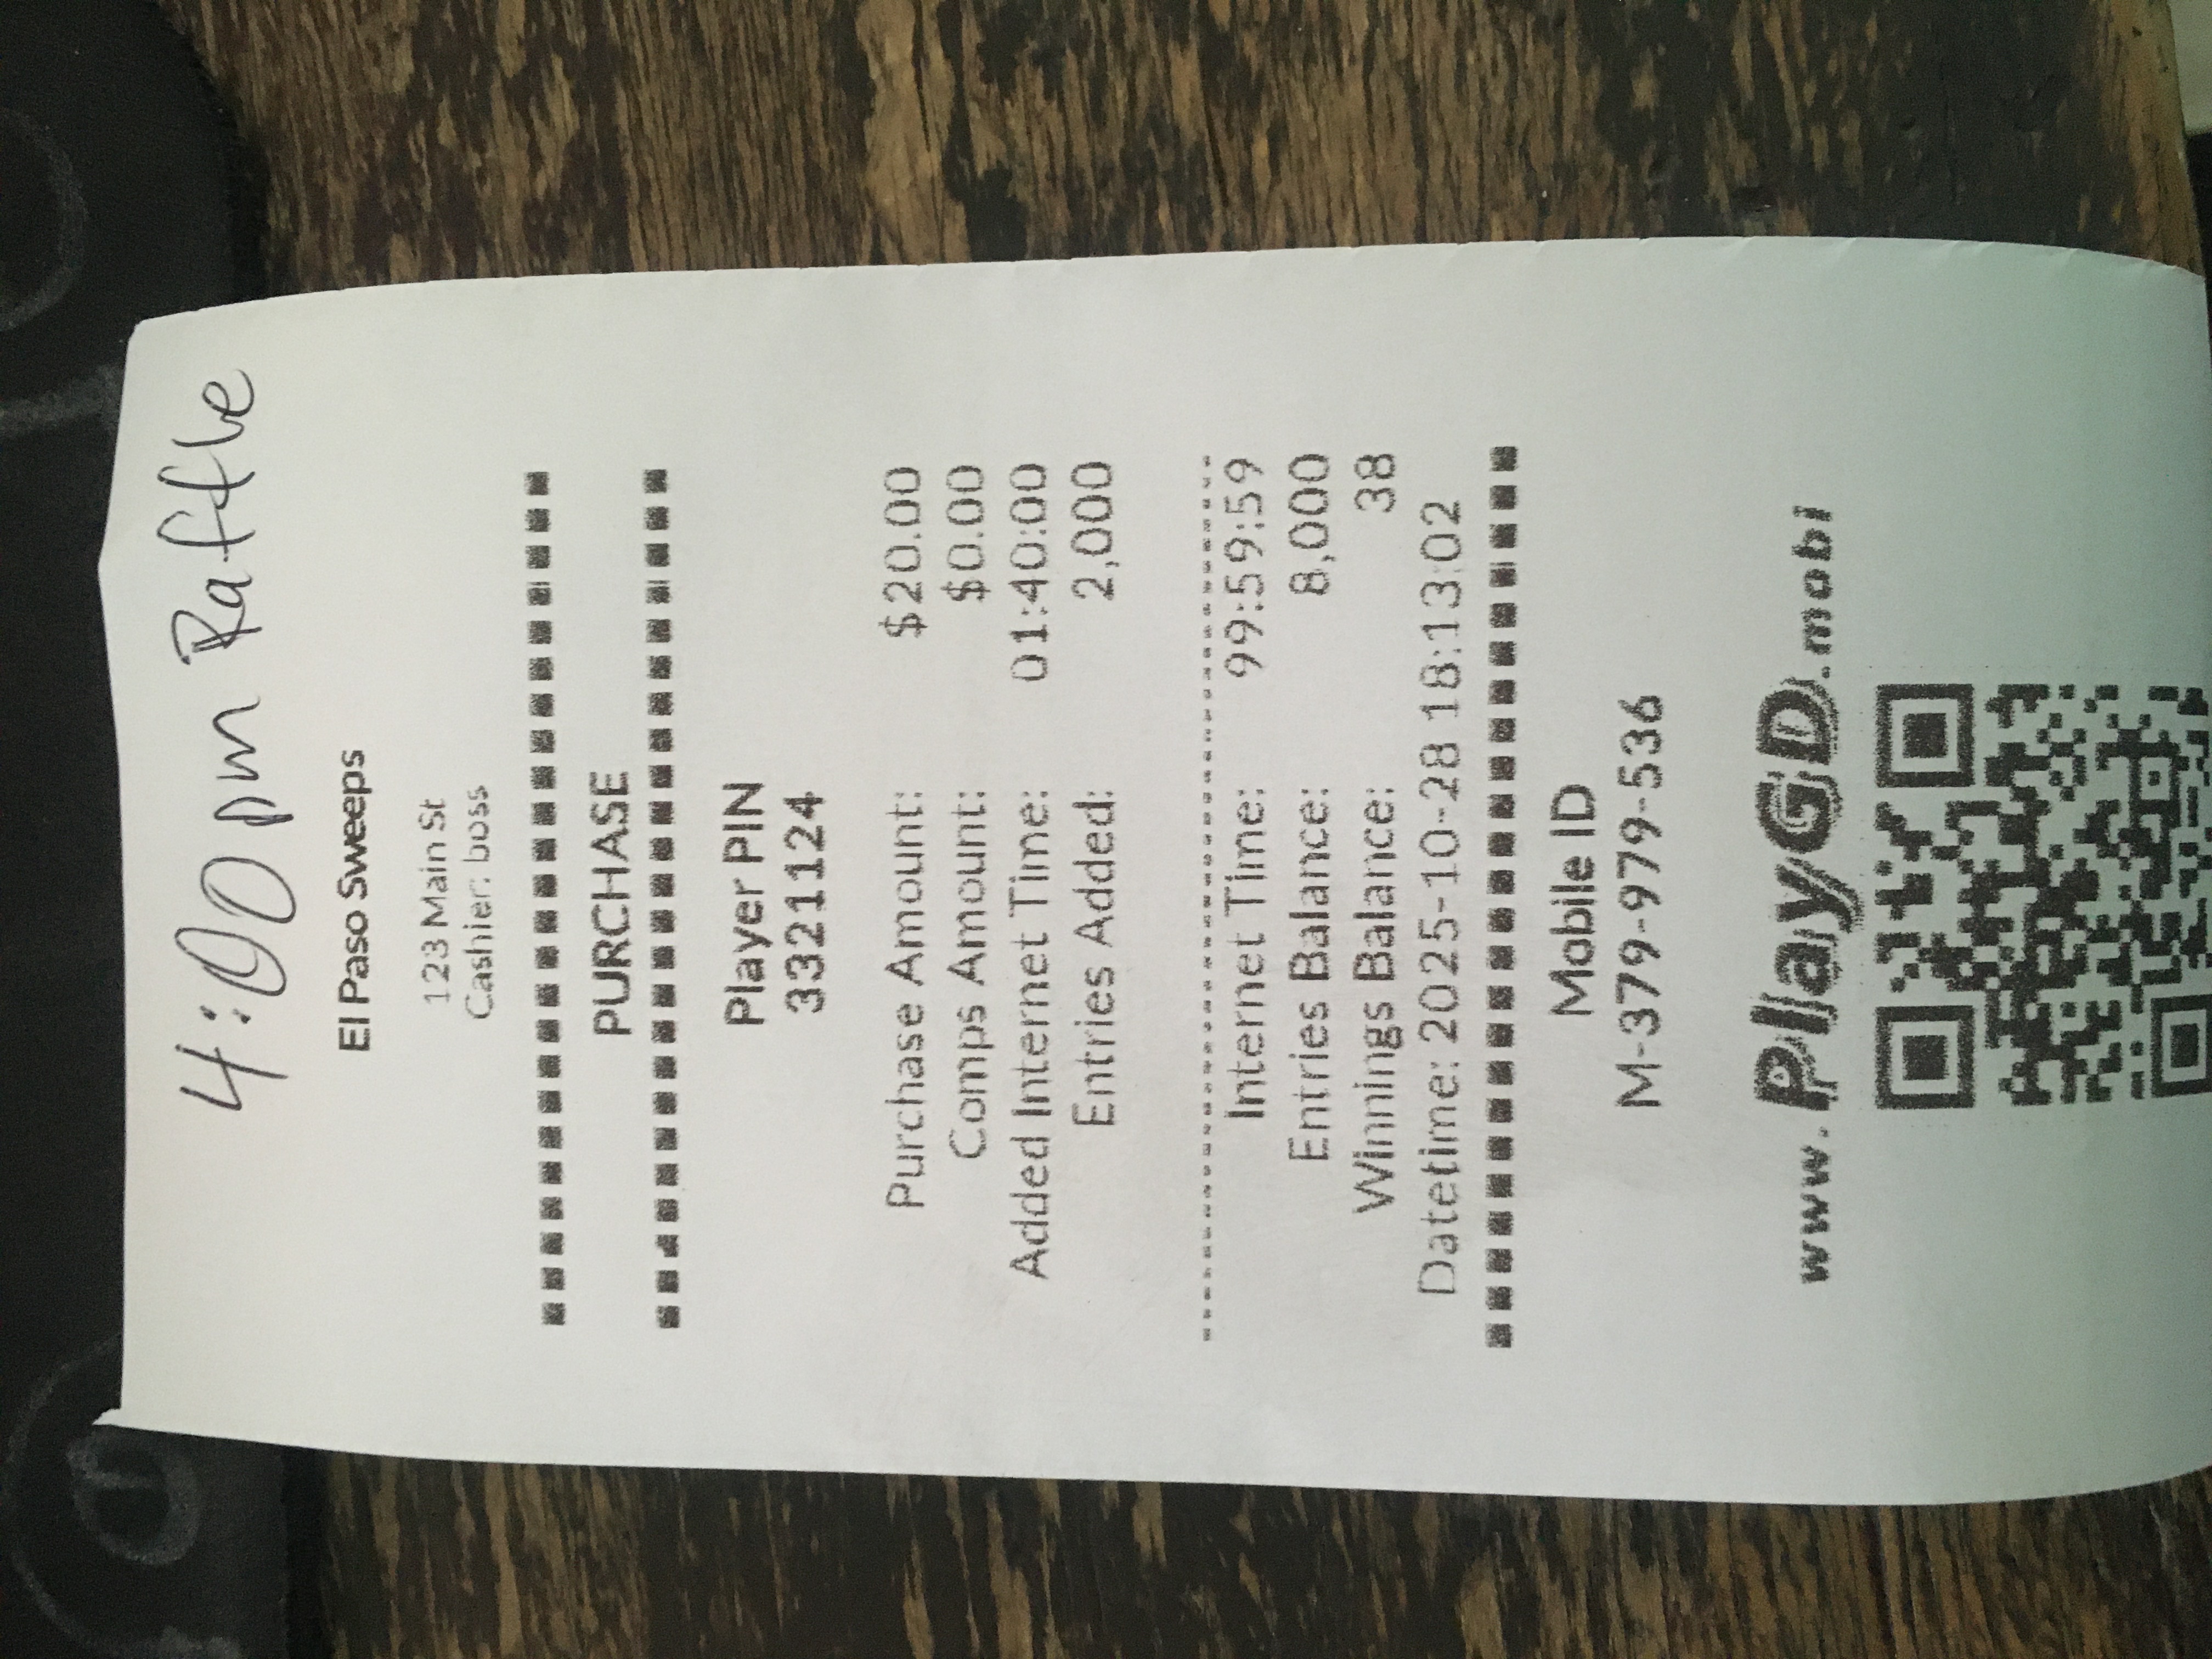 4:00 pm Raffle
El Paso Sweeps
123 Main St
Cashier: boss
PURCHASE
Player PIN
3321124
Purchase Amount: $20.00
Comps Amount: $0.00
Added Internet Time: 01:40:00
Entries Added: 2,000
Internet Time: 99:59:59
Entries Balance: 8,000
Winnings Balance: 38
Datetime: 2025-10-28 18:13:02
Mobile ID
M-379-979-536
www.PlayGD.mobi